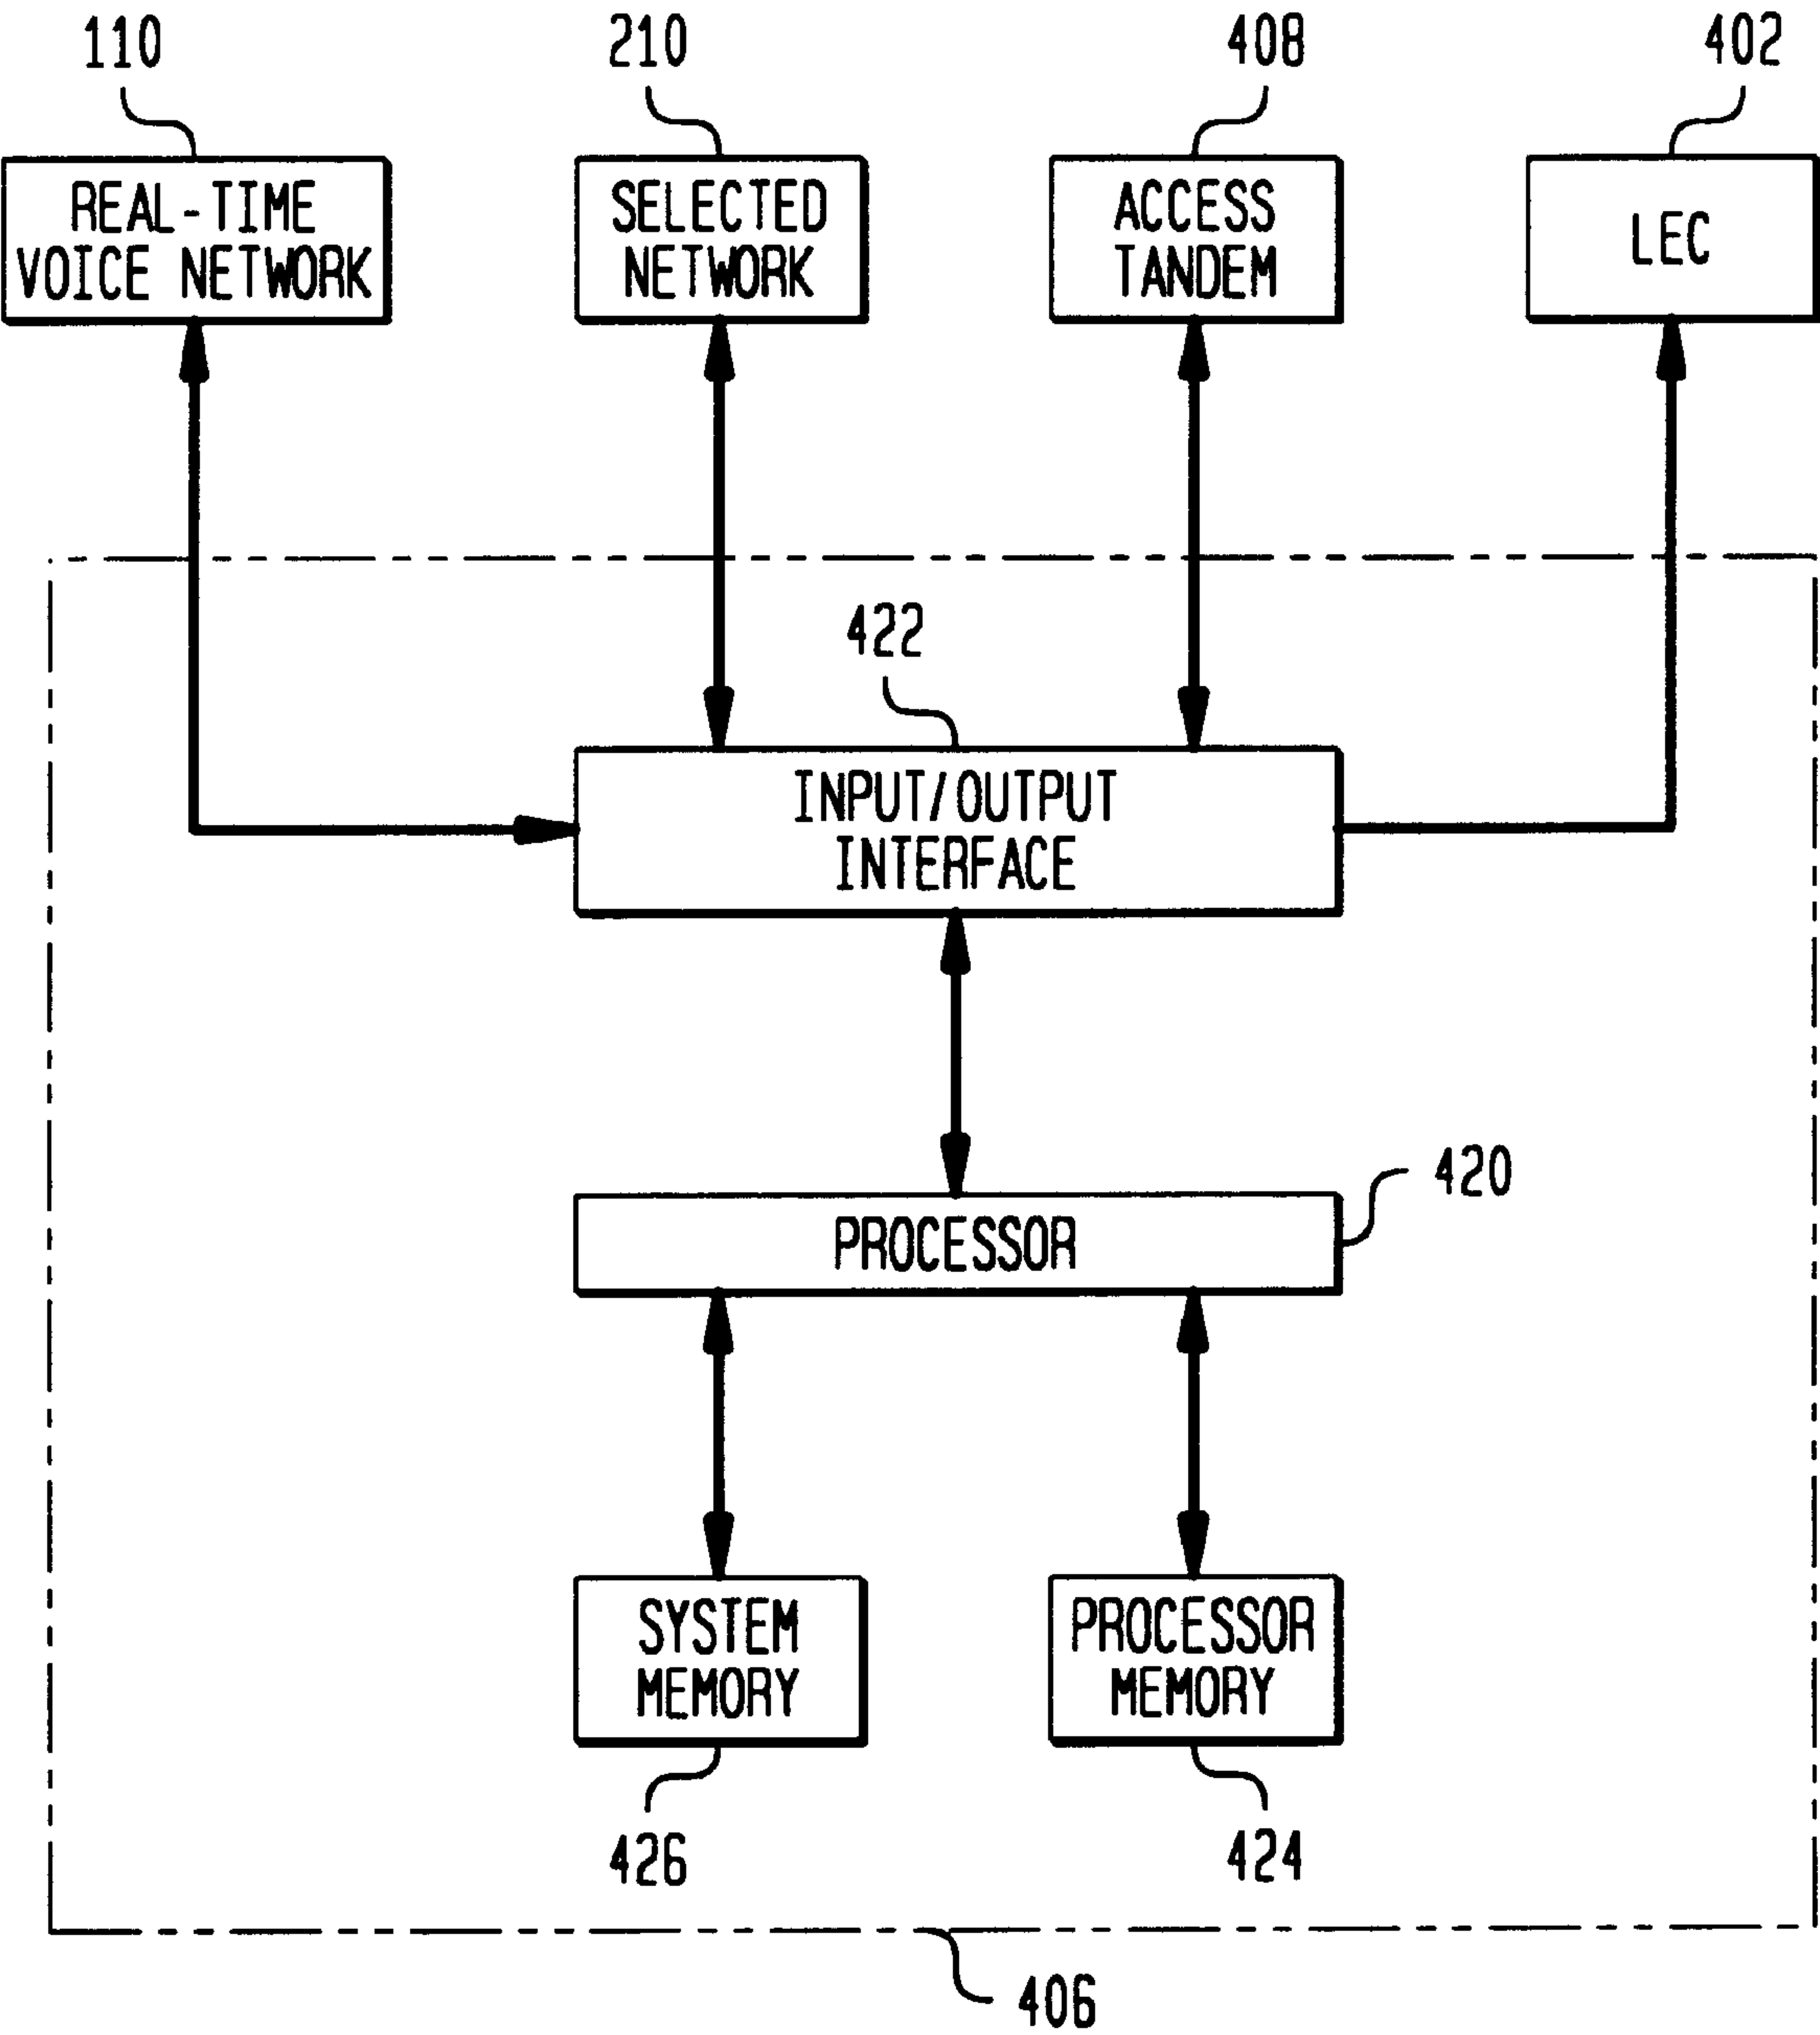 110
210
408
402
REAL-TIME
VOICE NETWORK
SELECTED
NETWORK
ACCESS
TANDEM
LEC
422
INPUT/OUTPUT
INTERFACE
420
PROCESSOR
SYSTEM
MEMORY
PROCESSOR
MEMORY
426
424
406